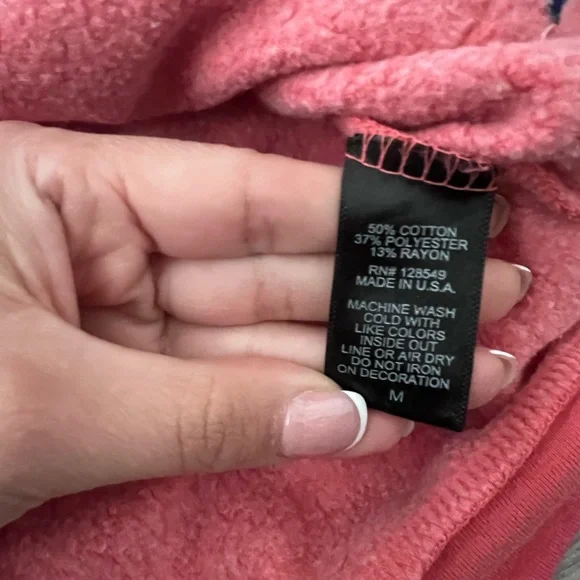 50% COTTON
37% POLYESTER
13% RAYON
RN# 128549
MADE IN U.S.A.
MACHINE WASH
COLD WITH
LIKE COLORS
INSIDE OUT
LINE OR AIR DRY
DO NOT IRON
ON DECORATION
M